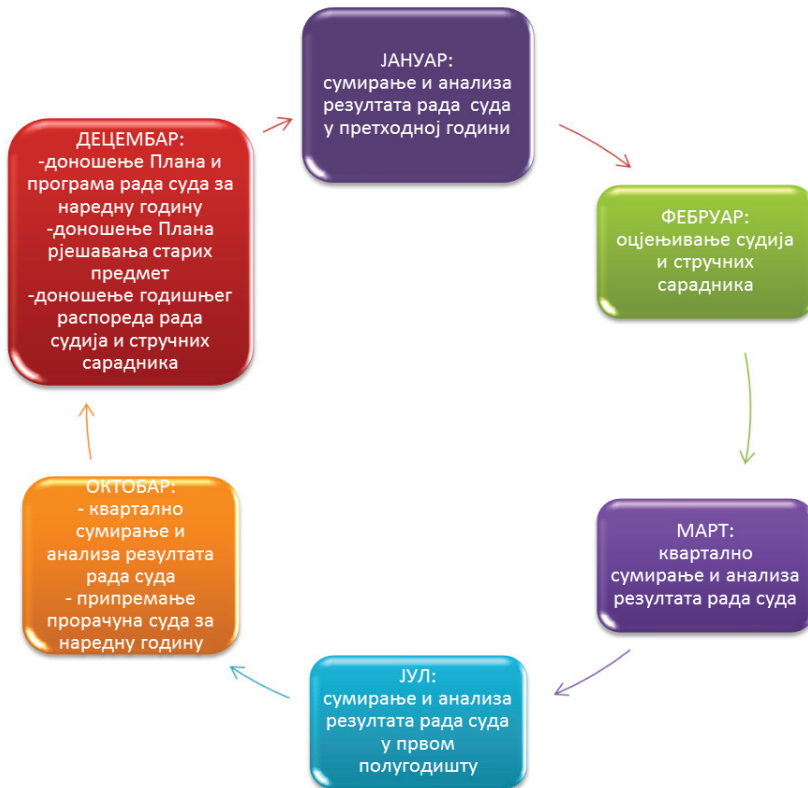 ЈАНУАР:
сумирање и анализа
резултата рада  суда
у претходној години
ФЕБРУАР:
оцјењивање судија
и стручних
сарадника
МАРТ:
квартално
сумирање и анализа
резултата рада суда
ЈУЛ:
сумирање и анализа
резултата рада суда
у првом
полугодишту
ОКТОБАР:
- квартално
сумирање и
анализа резултата
рада суда
- припремање
прорачуна суда за
наредну годину
ДЕЦЕМБАР:
-доношење Плана и
програма рада суда за
наредну годину
-доношење Плана
рјешавања старих
предмет
-доношење годишњег
распореда рада
судија и стручних
сарадника